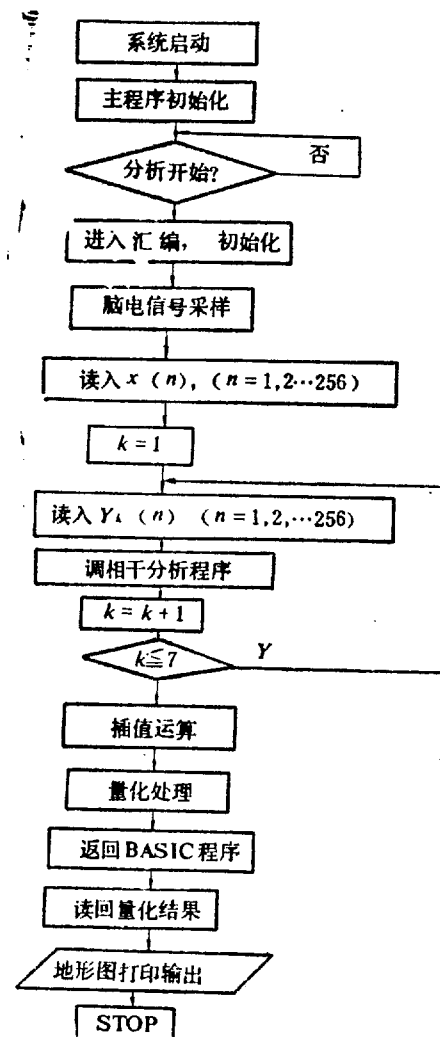 系统启动
主程序初始化
分析开始?
否
进入汇编, 初始化
脑电信号采样
读入 x (n), (n=1,2…256)
k=1
读入 Yₖ (n) (n=1,2,…256)
调相干分析程序
k=k+1
k≦7
Y
插值运算
量化处理
返回BASIC程序
读回量化结果
地形图打印输出
STOP